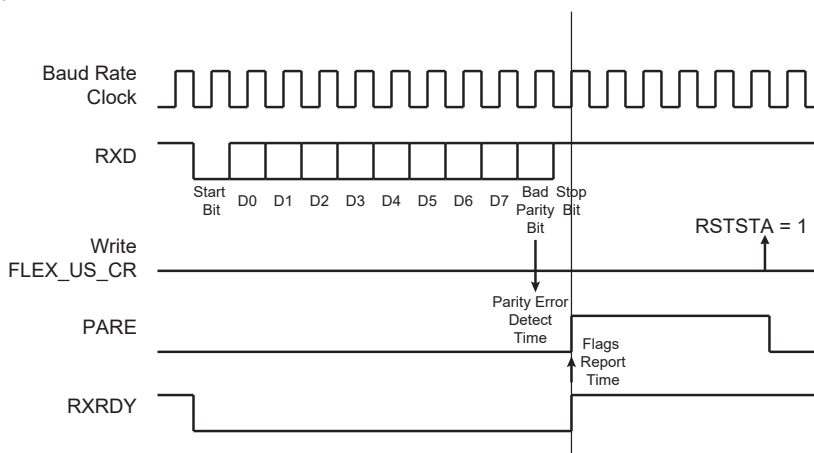 Baud Rate
Clock
RXD
Start
Bit
D0 D1 D2 D3 D4 D5 D6 D7
Bad
Parity
Bit
Stop
Bit
RSTSTA = 1
Write
FLEX_US_CR
Parity Error
Detect
Time
PARE
Flags
Report
Time
RXRDY